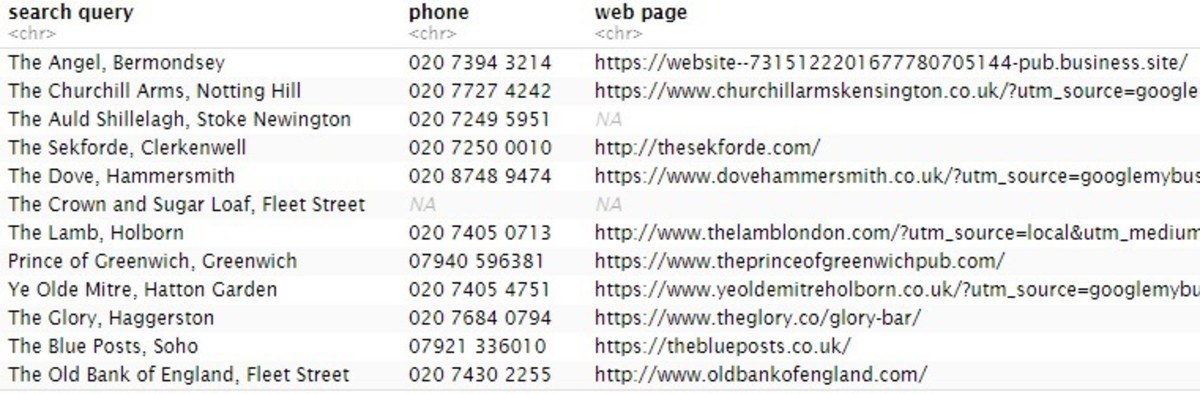 search query phone web page
<chr> <chr> <chr>
The Angel, Bermondsey 020 7394 3214 https://website--7315122201677780705144-pub.business.site/
The Churchill Arms, Notting Hill 020 7727 4242 https://www.churchillarmskensington.co.uk/?utm_source=google
The Auld Shillelagh, Stoke Newington 020 7249 5951 NA
The Sekforde, Clerkenwell 020 7250 0010 http://thesekforde.com/
The Dove, Hammersmith 020 8748 9474 https://www.dovehammersmith.co.uk/?utm_source=googlemybus
The Crown and Sugar Loaf, Fleet Street NA NA
The Lamb, Holborn 020 7405 0713 http://www.thelamblondon.com/?utm_source=local&utm_medium
Prince of Greenwich, Greenwich 07940 596381 http://www.theprinceofgreenwichpub.com/
Ye Olde Mitre, Hatton Garden 020 7405 4751 https://www.yeoldemitreholborn.co.uk/?utm_source=googlemybu
The Glory, Haggerston 020 7684 0794 https://www.theglory.co/glory-bar/
The Blue Posts, Soho 07921 336010 https://theblueposts.co.uk/
The Old Bank of England, Fleet Street 020 7430 2255 http://www.oldbankofengland.com/